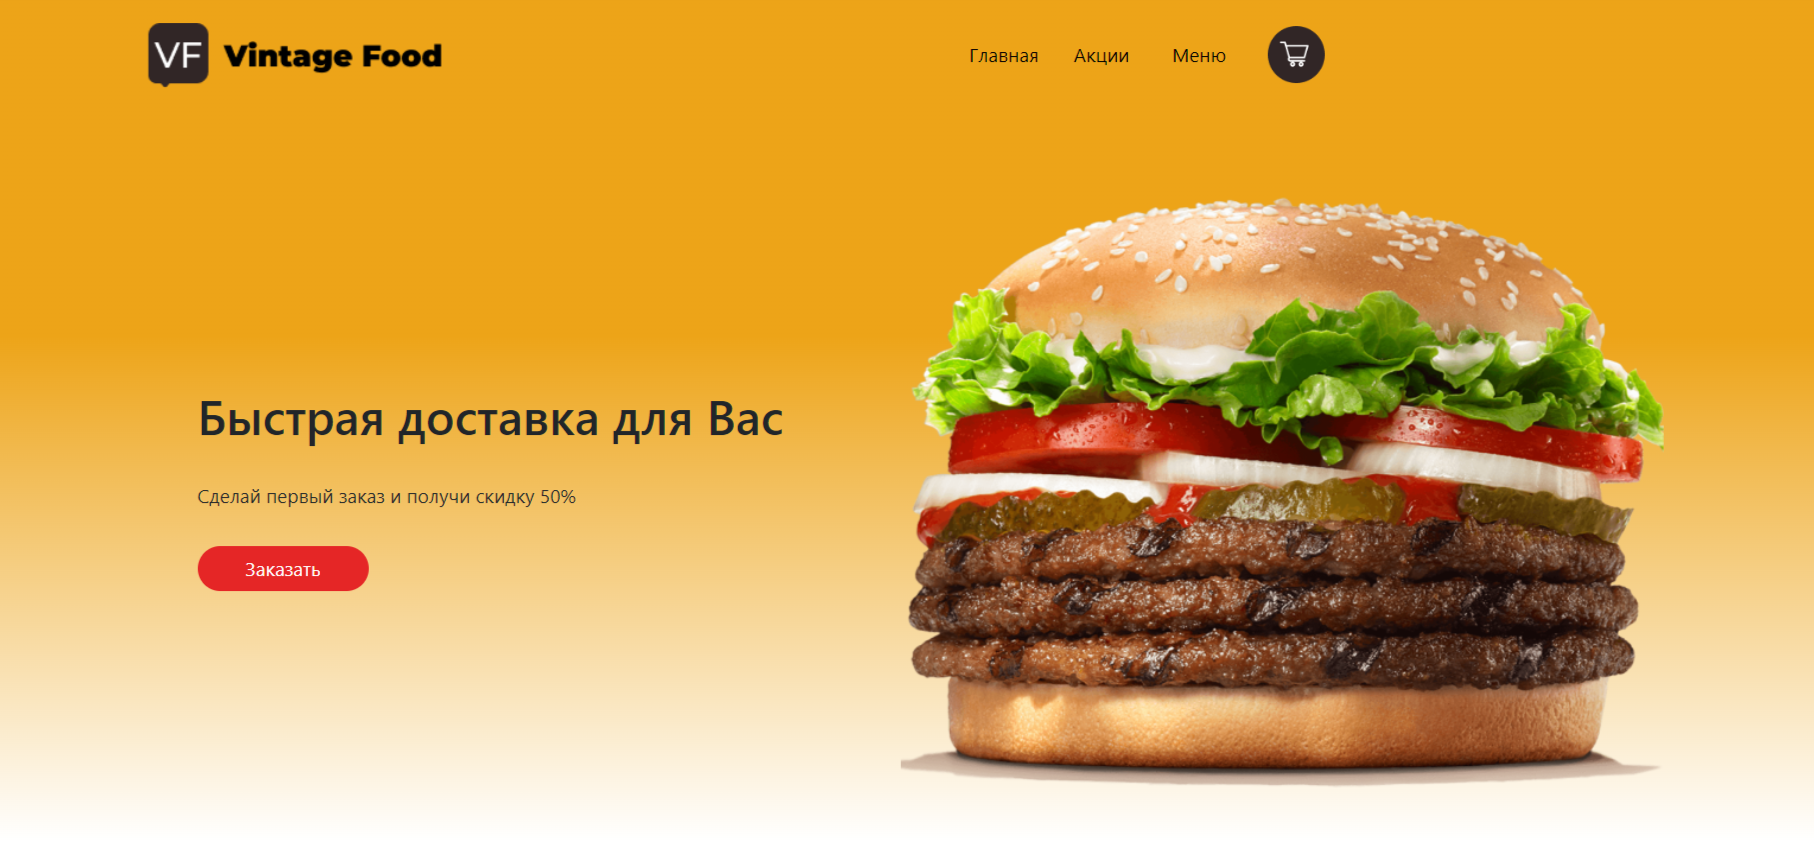 VF Vintage Food
Главная Акции Меню
Быстрая доставка для Вас
Сделай первый заказ и получи скидку 50%
Заказать